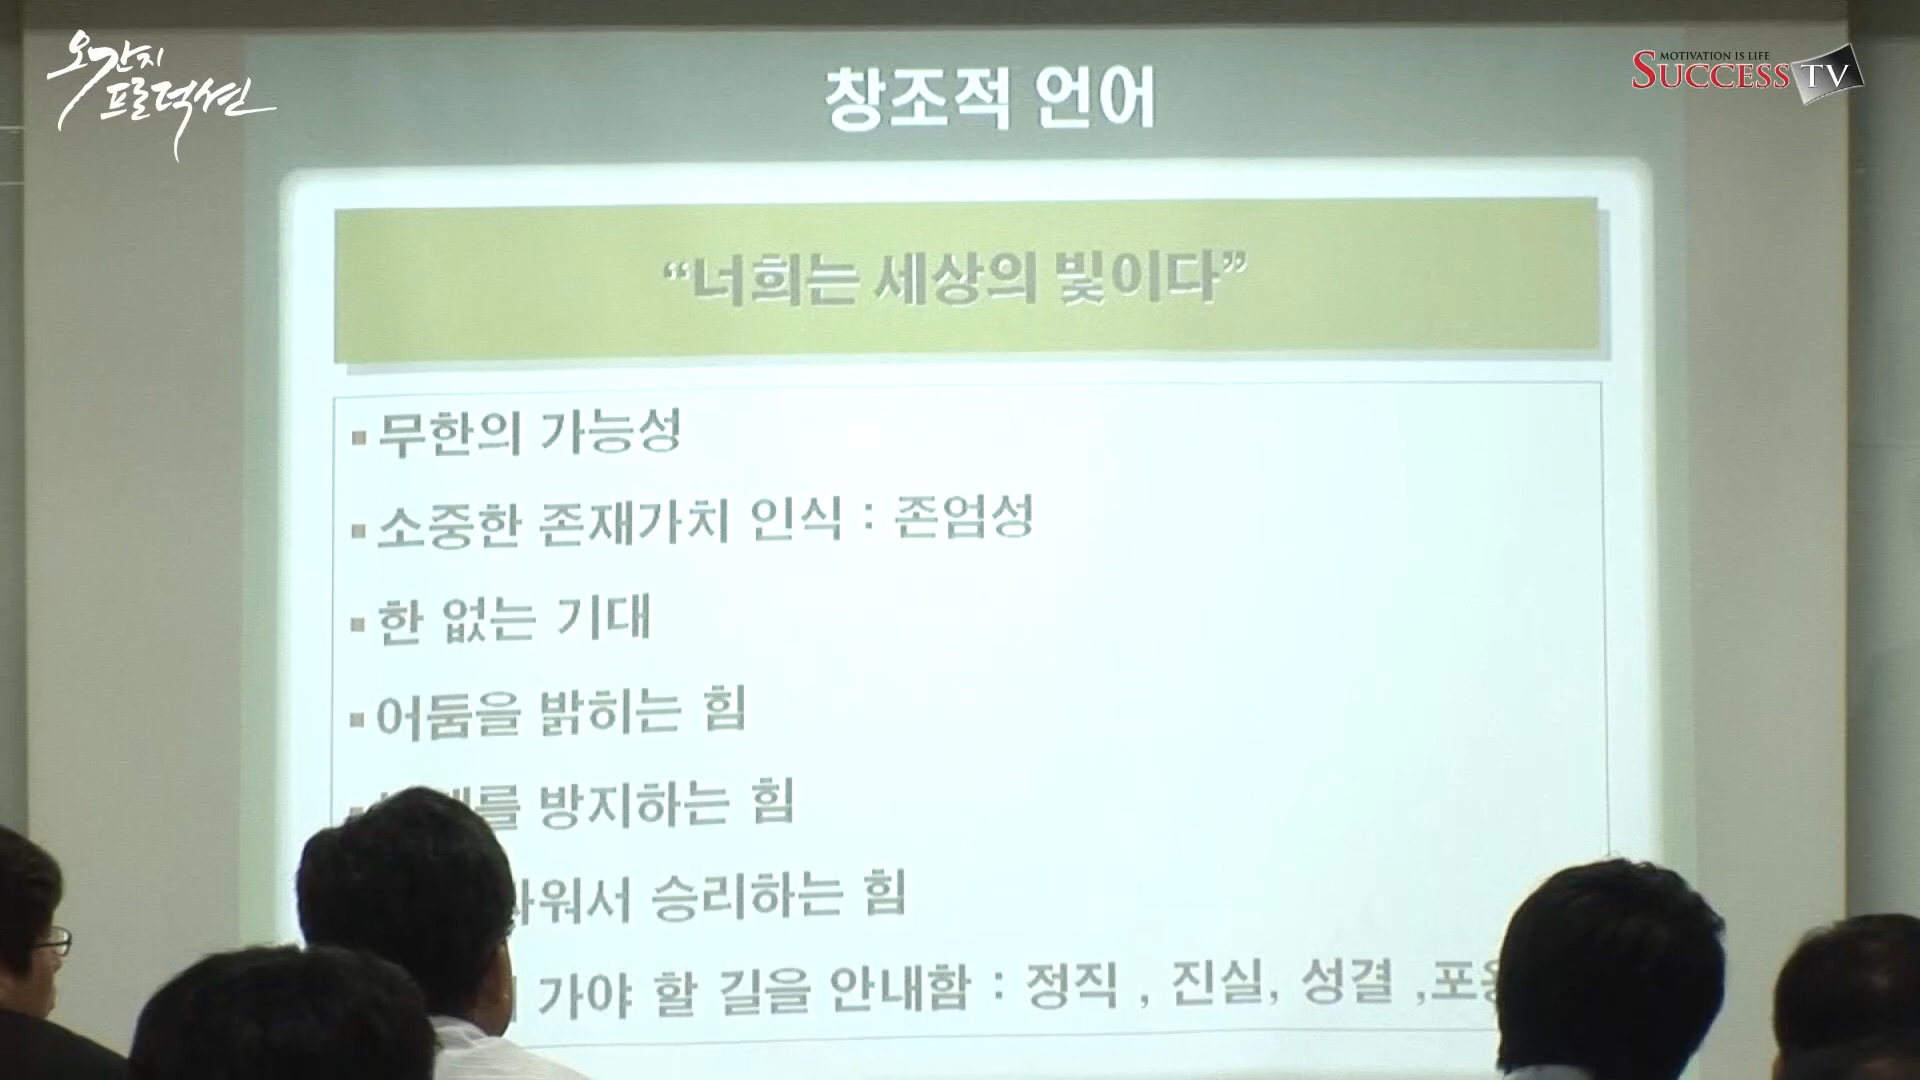 오간지
프로덕션
MOTIVATION IS LIFE
SUCCESS TV
창조적 언어
“너희는 세상의 빛이다”
▪ 무한의 가능성
▪ 소중한 존재가치 인식 : 존엄성
▪ 한 없는 기대
▪ 어둠을 밝히는 힘
방지하는 힘
승리하는 힘
가야 할 길을 안내함 : 정직 , 진실, 성결 ,